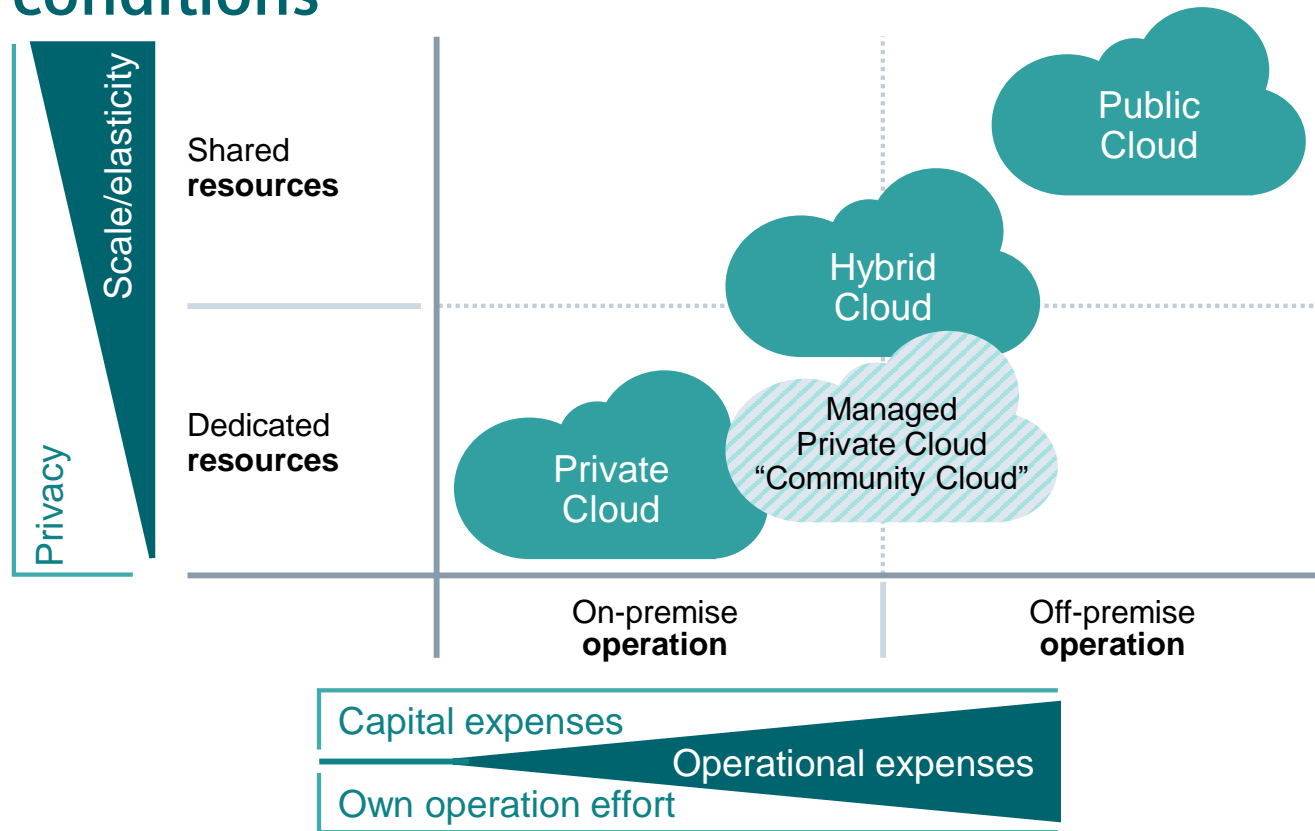 conditions
Scale/elasticity
Privacy
Shared
resources
Dedicated
resources
Public
Cloud
Hybrid
Cloud
Managed
Private Cloud
“Community Cloud”
Private
Cloud
On-premise
operation
Off-premise
operation
Capital expenses
Operational expenses
Own operation effort